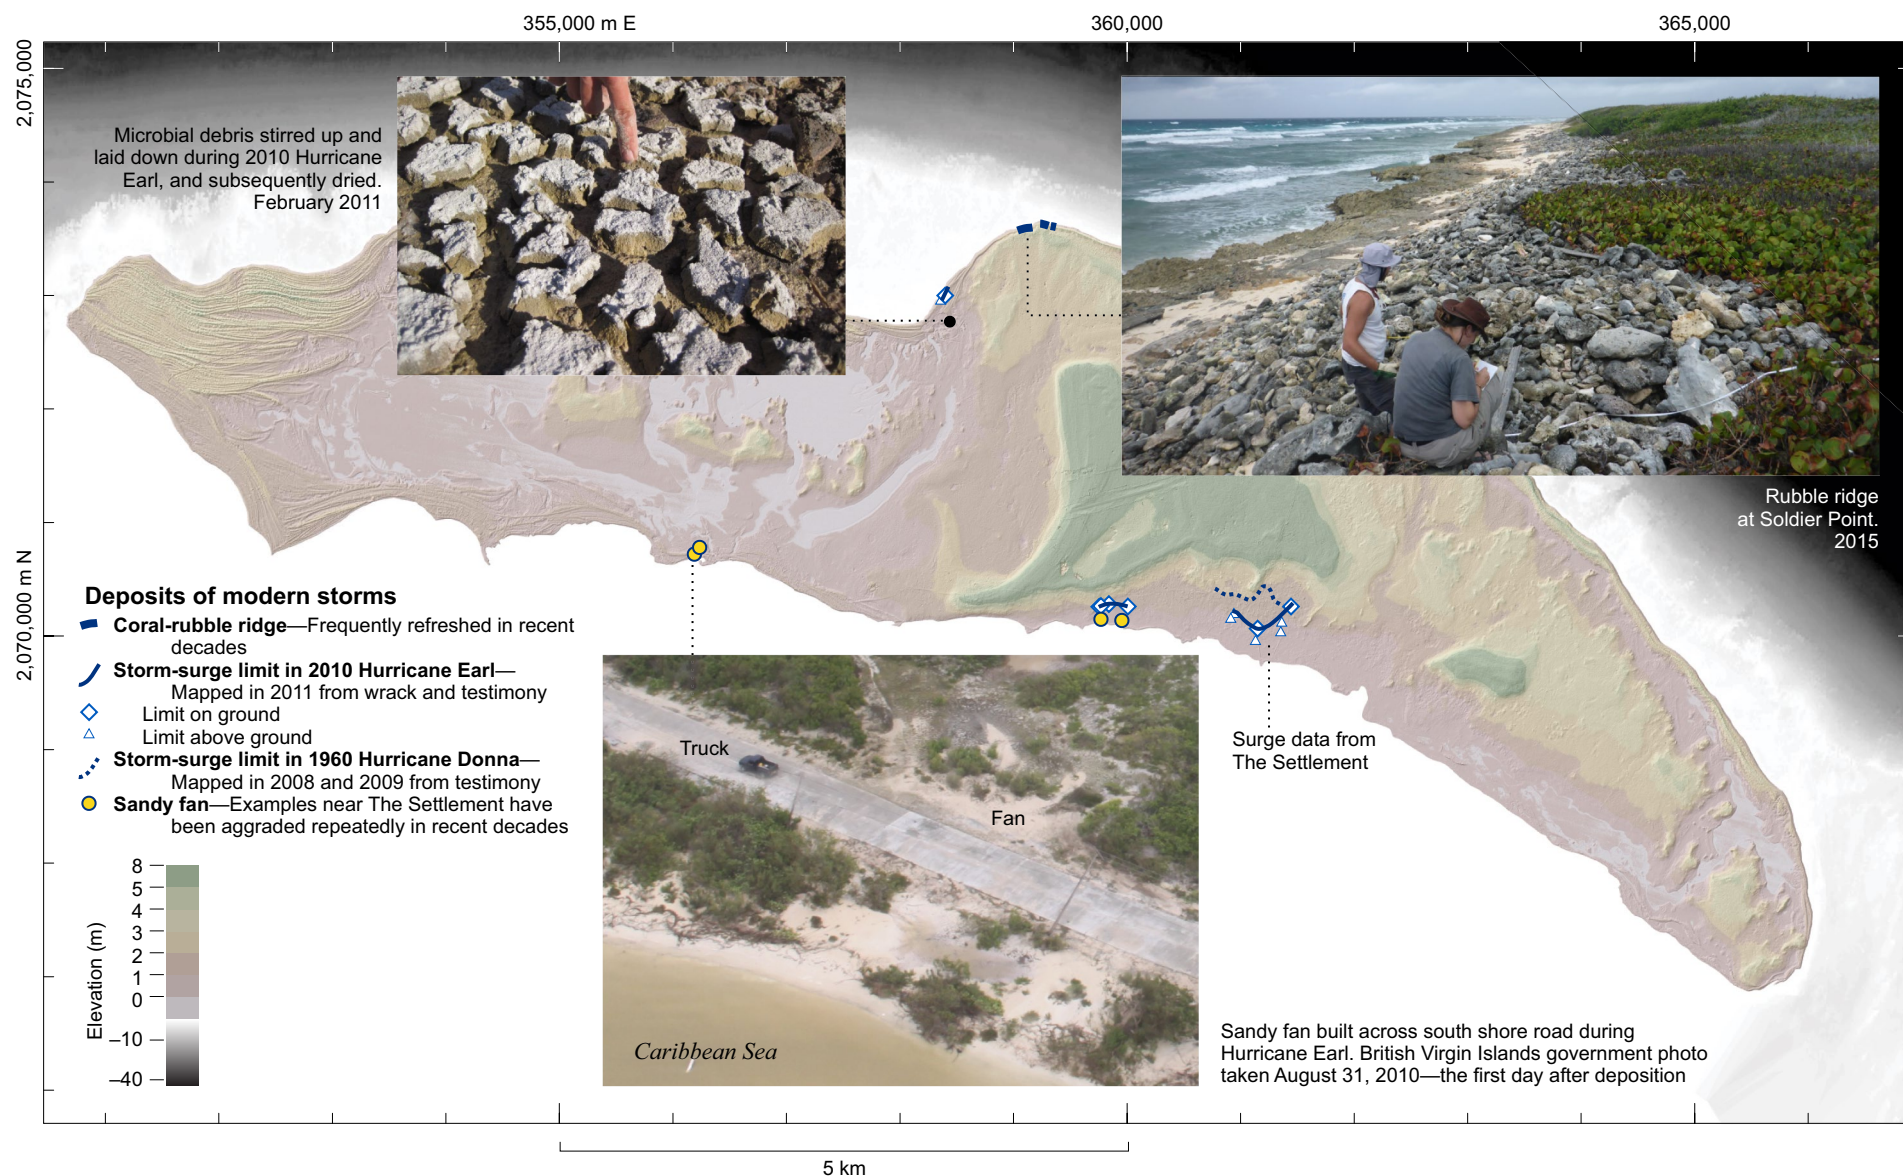 355,000 m E
360,000
365,000
2,075,000
2,070,000 m N
Microbial debris stirred up and
laid down during 2010 Hurricane
Earl, and subsequently dried.
February 2011
Rubble ridge
at Soldier Point.
2015
Deposits of modern storms
Coral-rubble ridge—Frequently refreshed in recent
decades
Storm-surge limit in 2010 Hurricane Earl—
Mapped in 2011 from wrack and testimony
Limit on ground
Limit above ground
Storm-surge limit in 1960 Hurricane Donna—
Mapped in 2008 and 2009 from testimony
Sandy fan—Examples near The Settlement have
been aggraded repeatedly in recent decades
Elevation (m)
8
5
4
3
2
1
0
–10
–40
Truck
Fan
Caribbean Sea
Surge data from
The Settlement
Sandy fan built across south shore road during
Hurricane Earl. British Virgin Islands government photo
taken August 31, 2010—the first day after deposition
5 km